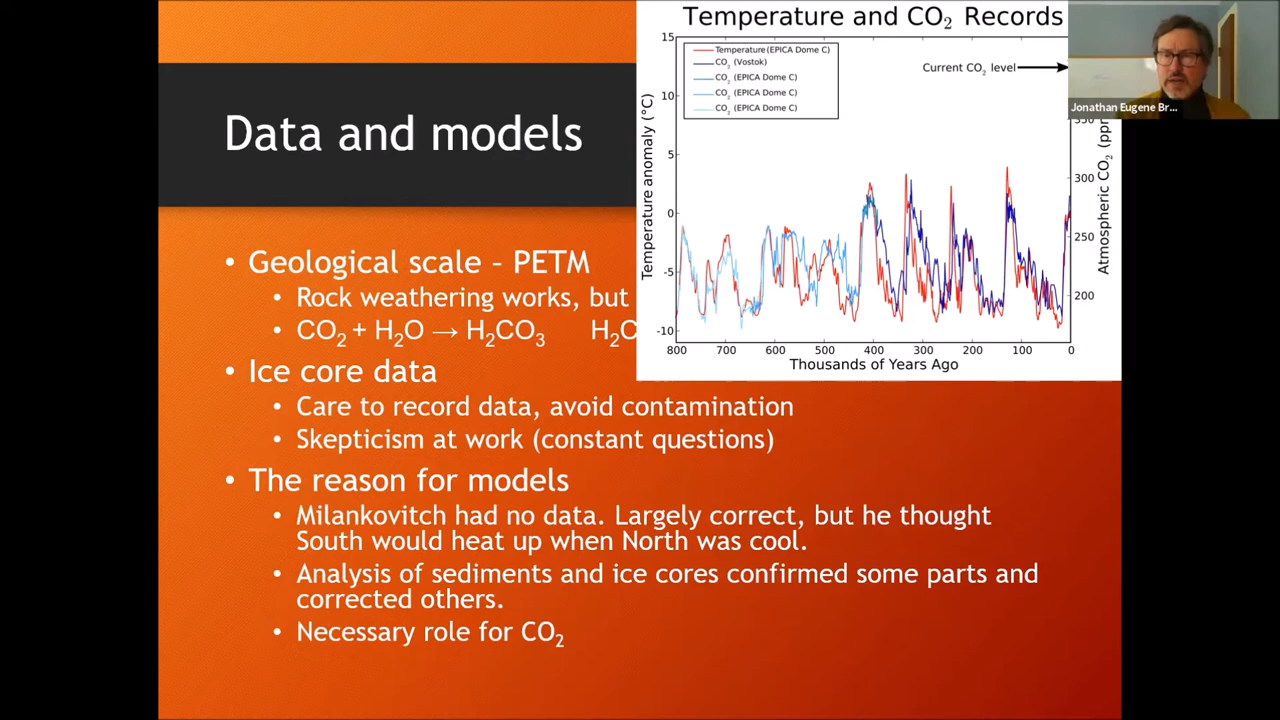 Data and models
• Geological scale – PETM
• Rock weathering works, but
• CO₂ + H₂O → H₂CO₃ H₂C
• Ice core data
• Care to record data, avoid contamination
• Skepticism at work (constant questions)
• The reason for models
• Milankovitch had no data. Largely correct, but he thought
South would heat up when North was cool.
• Analysis of sediments and ice cores confirmed some parts and
corrected others.
• Necessary role for CO₂
Temperature and CO₂ Records
Temperature (EPICA Dome C)
CO₂ (Vostok)
CO₂ (EPICA Dome C)
CO₂ (EPICA Dome C)
CO₂ (EPICA Dome C)
Current CO₂ level
Temperature anomaly (°C)
15
10
5
0
-5
-10
Atmospheric CO₂ (ppm
300
250
200
800 700 600 500 400 300 200 100 0
Thousands of Years Ago
Jonathan Eugene Br...